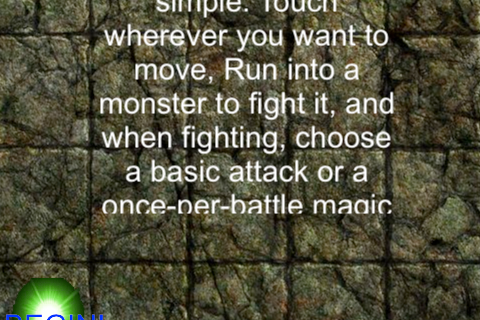 simple. Touch
wherever you want to
move, Run into a
monster to fight it, and
when fighting, choose
a basic attack or a
once-per-battle magic
BEGIN!